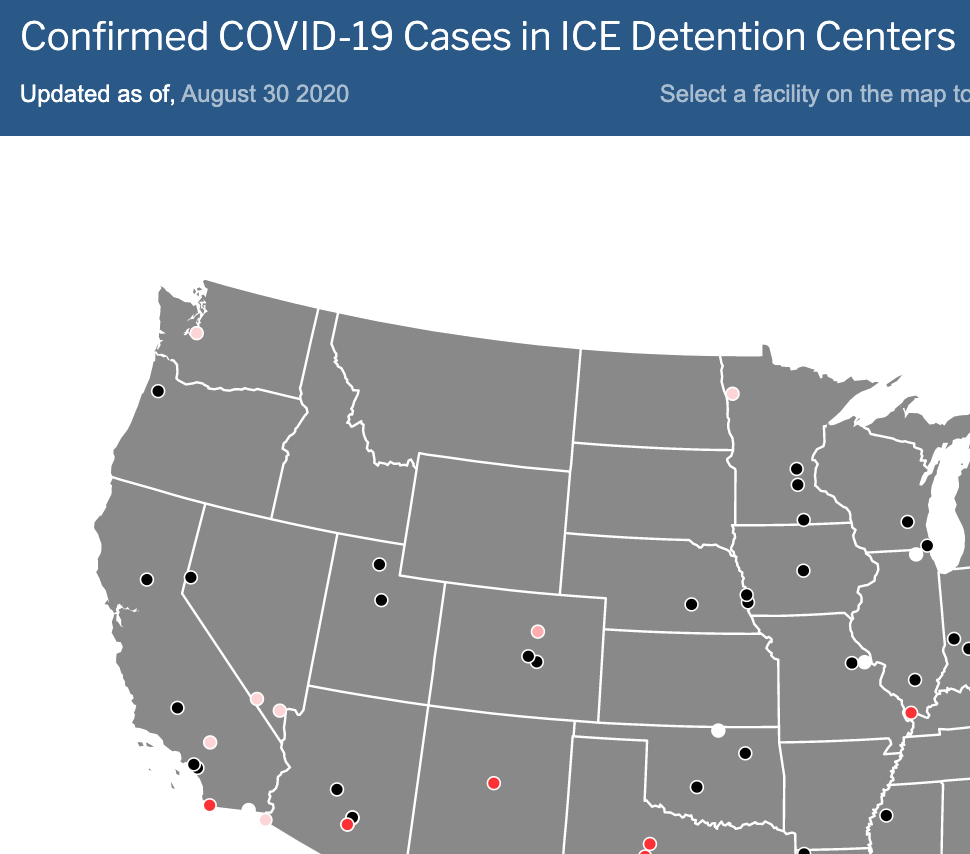 Confirmed COVID-19 Cases in ICE Detention Centers
Updated as of, August 30 2020
Select a facility on the map to